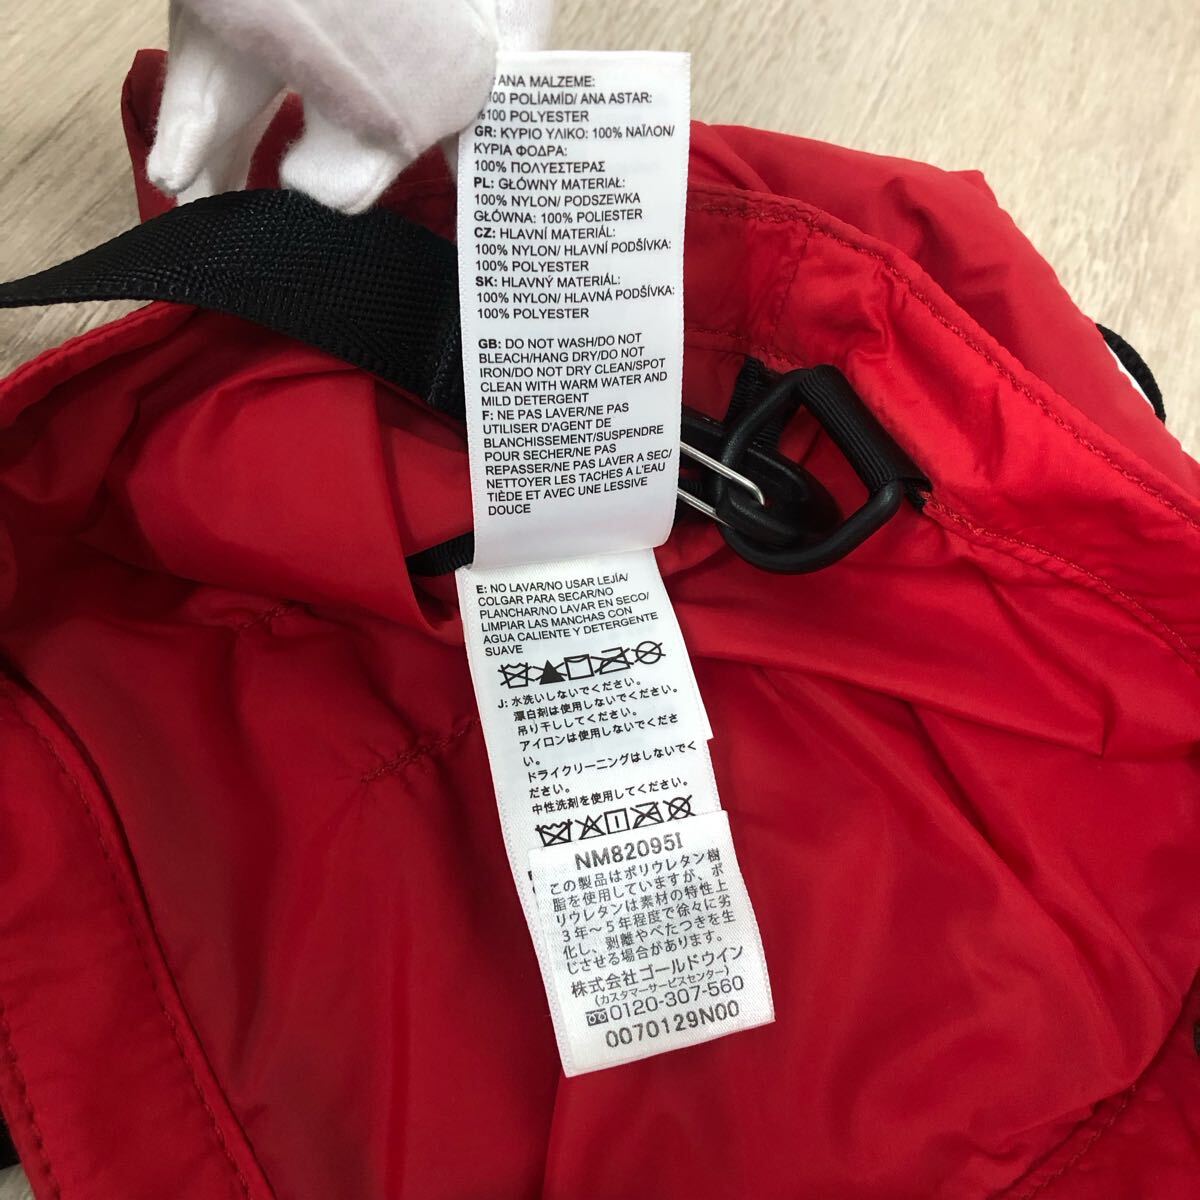 ANA MALZEME:
%100 POLİAMİD/ ANA ASTAR:
%100 POLYESTER
GR: ΚΥΡΙΟ ΥΛΙΚΟ: 100% ΝΑΪΛΟΝ/
ΚΥΡΙΑ ΦΟΔΡΑ:
100% ΠΟΛΥΕΣΤΕΡΑΣ
PL: GŁÓWNY MATERIAŁ:
100% NYLON/ PODSZEWKA
GŁÓWNA: 100% POLIESTER
CZ: HLAVNÍ MATERIÁL:
100% NYLON/ HLAVNÍ PODŠÍVKA:
100% POLYESTER
SK: HLAVNÝ MATERIÁL:
100% NYLON/ HLAVNÁ PODŠÍVKA:
100% POLYESTER
GB: DO NOT WASH/DO NOT
BLEACH/HANG DRY/DO NOT
IRON/DO NOT DRY CLEAN/SPOT
CLEAN WITH WARM WATER AND
MILD DETERGENT
F: NE PAS LAVER/NE PAS
UTILISER D'AGENT DE
BLANCHISSEMENT/SUSPENDRE
POUR SECHER/NE PAS
REPASSER/NE PAS LAVER A SEC/
NETTOYER LES TACHES A L'EAU
TIÈDE ET AVEC UNE LESSIVE
DOUCE
E: NO LAVAR/NO USAR LEJÍA/
COLGAR PARA SECAR/NO
PLANCHAR/NO LAVAR EN SECO/
LIMPIAR LAS MANCHAS CON
AGUA CALIENTE Y DETERGENTE
SUAVE
J: 水洗いしないでください。
漂白剤は使用しないでください。
吊り干ししてください。
アイロンは使用しないでくださ
い。
ドライクリーニングはしないでく
ださい。
中性洗剤を使用してください。
NM82095I
この製品はポリウレタン樹
脂を使用していますが、ポ
リウレタンは素材の特性上
3年〜5年程度で徐々に劣
化し、剥離やべたつきを生
じさせる場合があります。
株式会社ゴールドウイン
(カスタマーサービスセンター)
0120-307-560
0070129N00